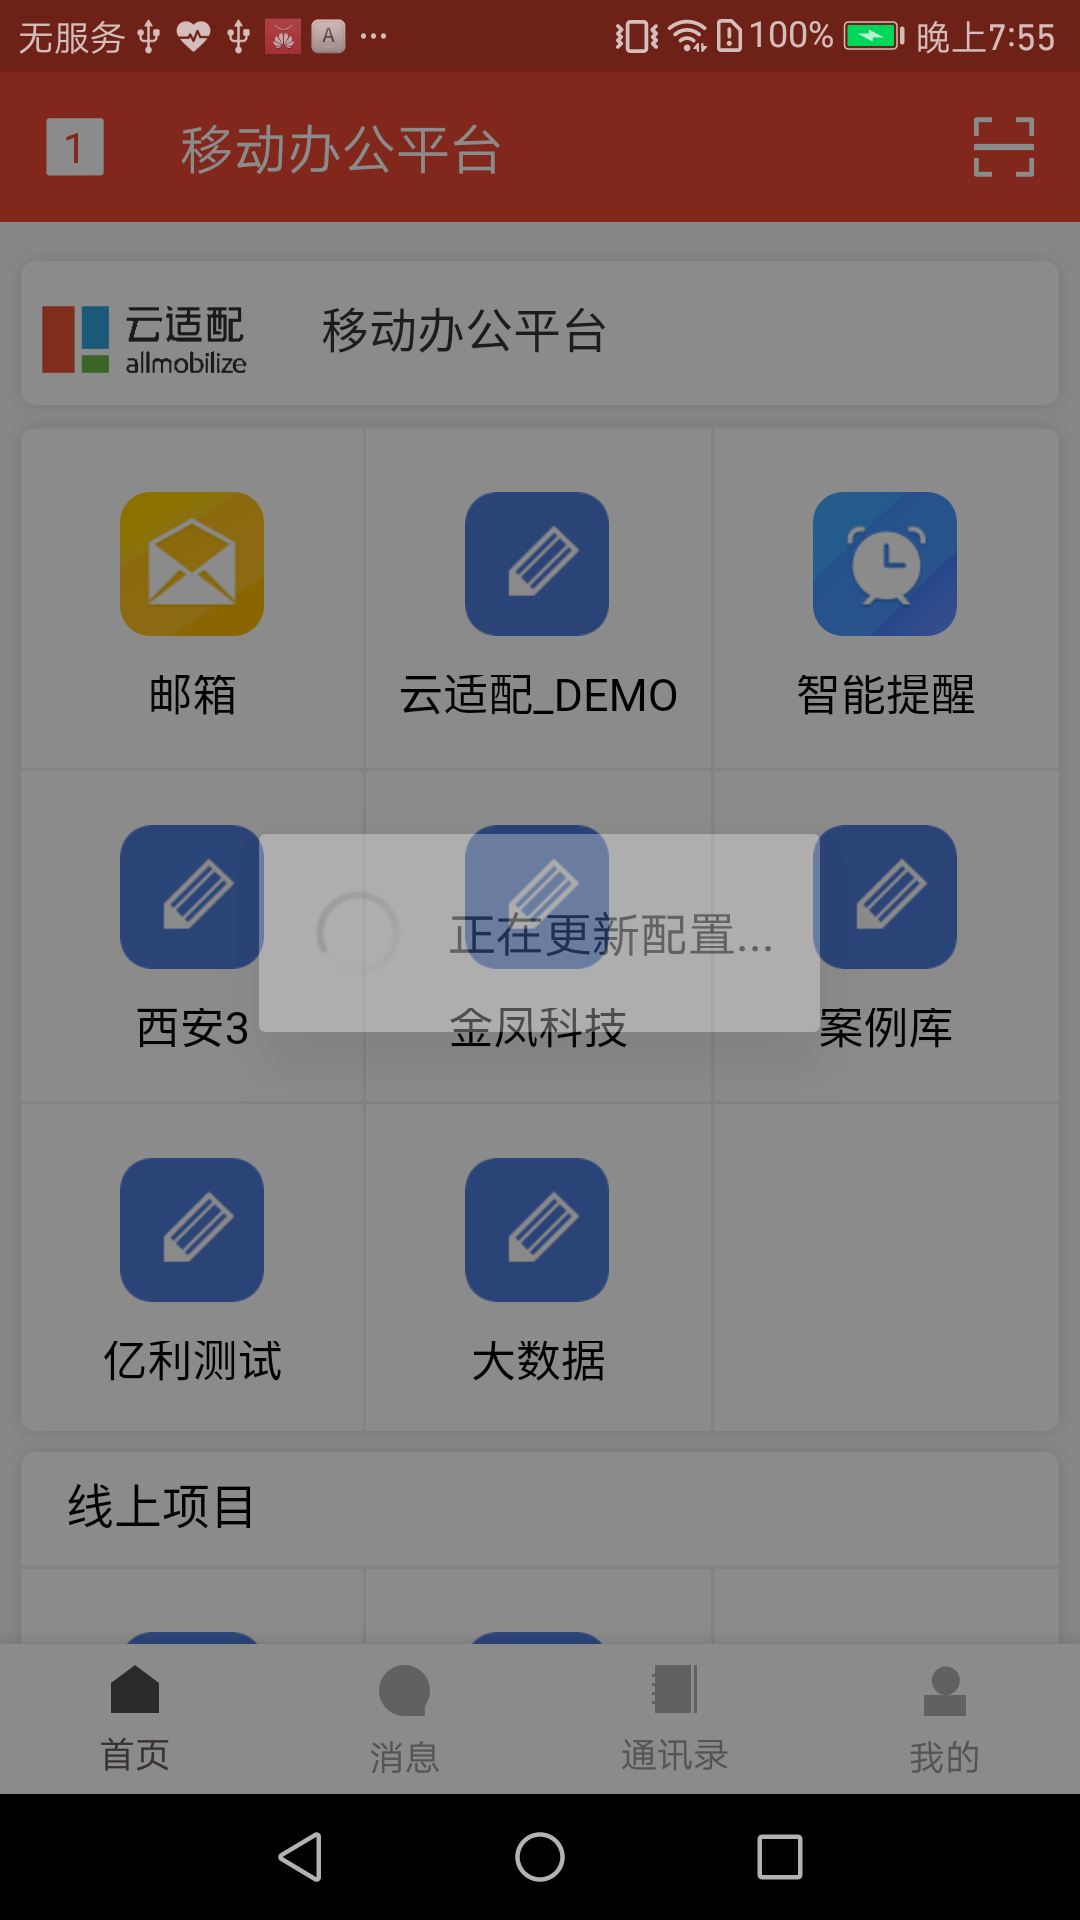 无服务 A ... 100% 晚上7:55
1 移动办公平台
云适配 移动办公平台
allmobilize
邮箱 云适配_DEMO 智能提醒
正在更新配置...
西安3 金凤科技 案例库
亿利测试 大数据
线上项目
首页 消息 通讯录 我的